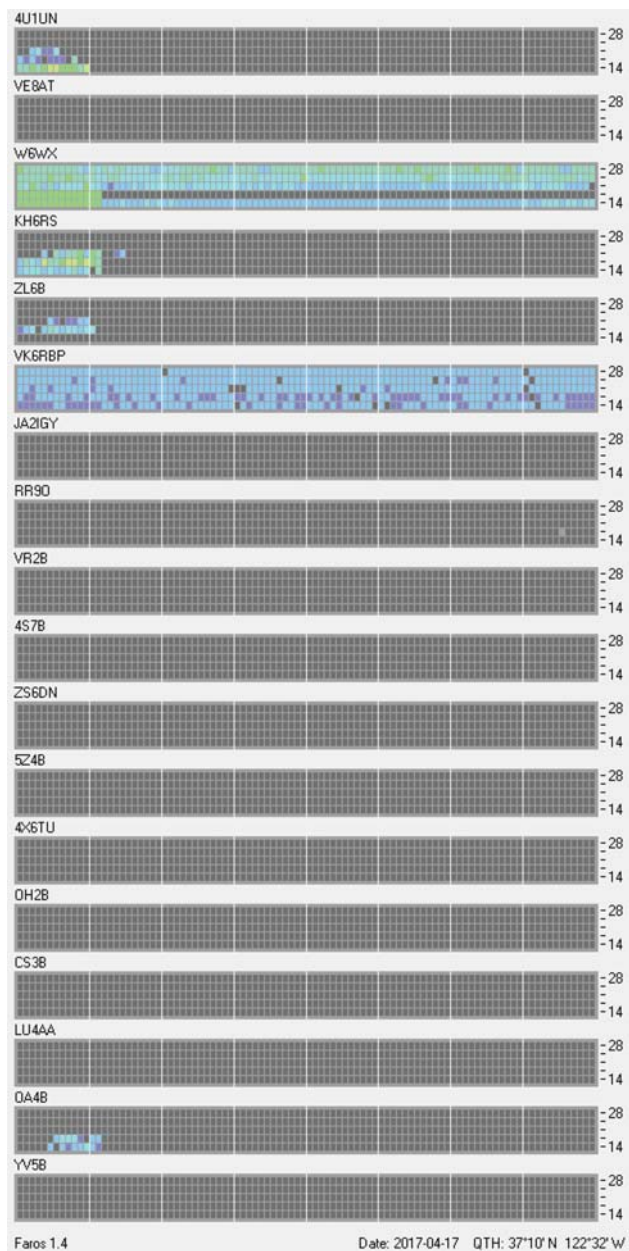 4U1UN
28
14
VE8AT
28
14
W6WX
28
14
KH6RS
28
14
ZL6B
28
14
VK6RBP
28
14
JA2IGY
28
14
RR9O
28
14
VR2B
28
14
4S7B
28
14
ZS6DN
28
14
5Z4B
28
14
4X6TU
28
14
OH2B
28
14
CS3B
28
14
LU4AA
28
14
OA4B
28
14
YV5B
28
14
Faros 1.4 Date: 2017-04-17 QTH: 37°10' N 122°32' W